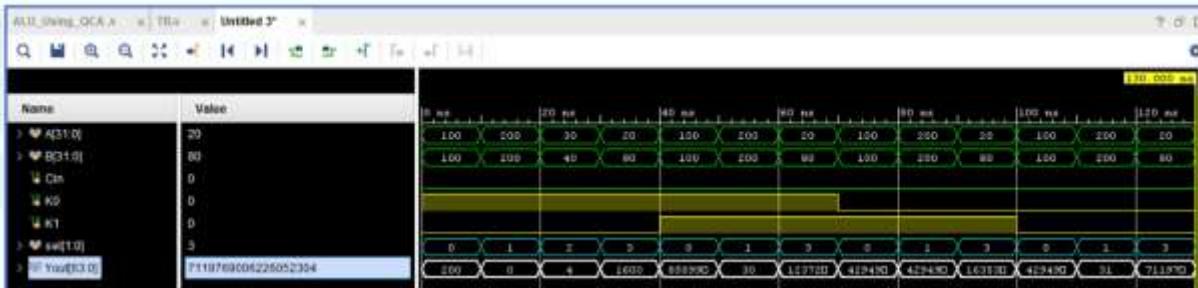 ALU_Using_QCA.v TB.v Untitled 3*
130.000 ns
Name Value
0 ns 20 ns 40 ns 60 ns 80 ns 100 ns 120 ns
A[31:0] 20 100 200 30 20 100 200 20 100 200 20 100 200 20
B[31:0] 80 100 200 40 80 100 200 80 100 200 80 100 200 80
Cin 0
K0 0
K1 0
sel[1:0] 3 0 1 2 3 0 1 3 0 1 3 0 1 3
Yout[63:0] 200 0 4 1600 30 31